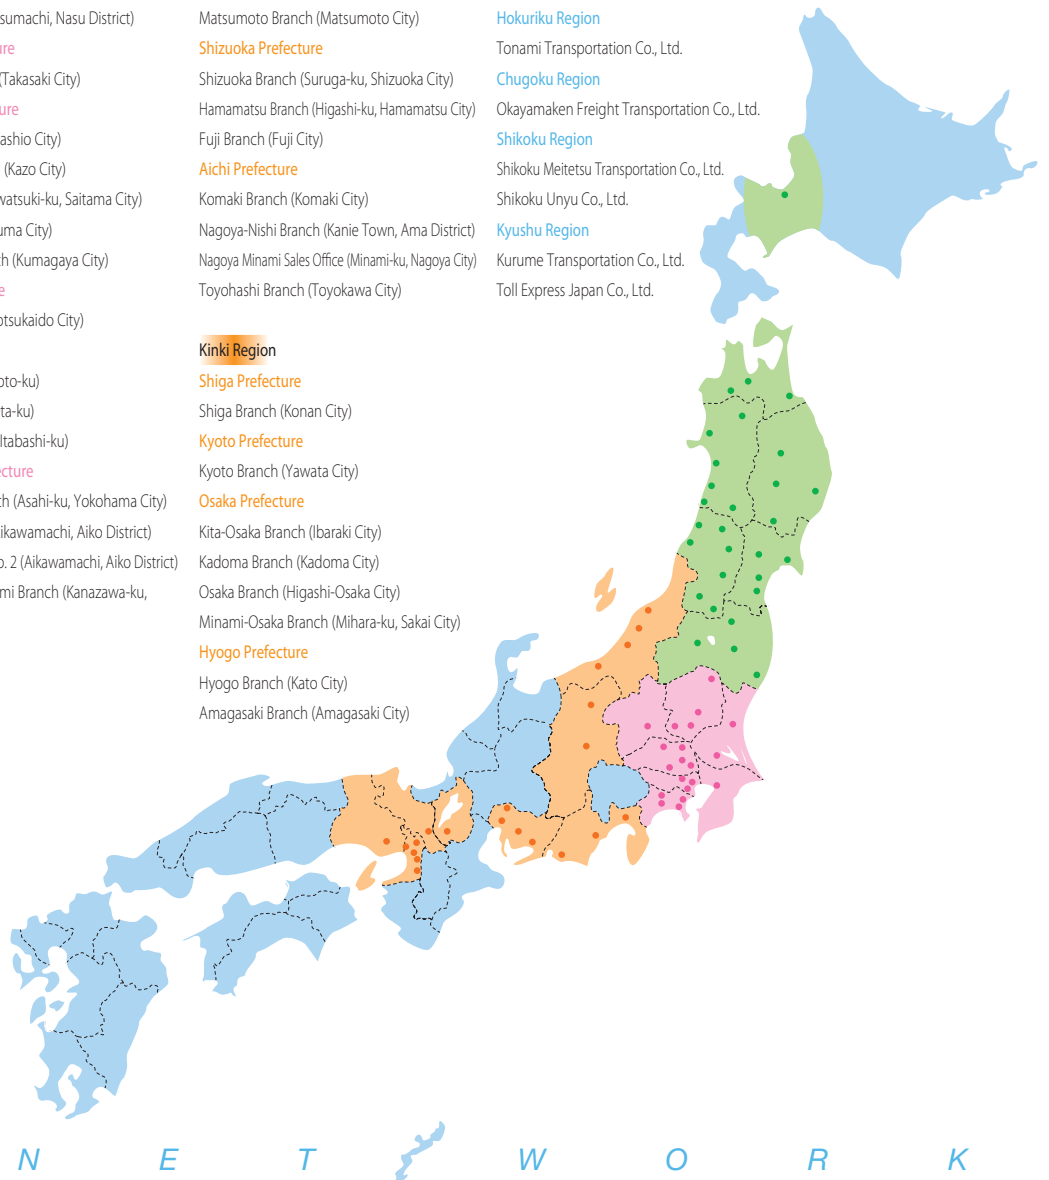 sumachi, Nasu District)
ure
(Takasaki City)
ure
ashio City)
(Kazo City)
watsuki-ku, Saitama City)
uma City)
h (Kumagaya City)
e
otsukaido City)
oto-ku)
ta-ku)
Itabashi-ku)
ecture
ch (Asahi-ku, Yokohama City)
ikawamachi, Aiko District)
o. 2 (Aikawamachi, Aiko District)
mi Branch (Kanazawa-ku,
Matsumoto Branch (Matsumoto City)
Shizuoka Prefecture
Shizuoka Branch (Suruga-ku, Shizuoka City)
Hamamatsu Branch (Higashi-ku, Hamamatsu City)
Fuji Branch (Fuji City)
Aichi Prefecture
Komaki Branch (Komaki City)
Nagoya-Nishi Branch (Kanie Town, Ama District)
Nagoya Minami Sales Office (Minami-ku, Nagoya City)
Toyohashi Branch (Toyokawa City)
Kinki Region
Shiga Prefecture
Shiga Branch (Konan City)
Kyoto Prefecture
Kyoto Branch (Yawata City)
Osaka Prefecture
Kita-Osaka Branch (Ibaraki City)
Kadoma Branch (Kadoma City)
Osaka Branch (Higashi-Osaka City)
Minami-Osaka Branch (Mihara-ku, Sakai City)
Hyogo Prefecture
Hyogo Branch (Kato City)
Amagasaki Branch (Amagasaki City)
Hokuriku Region
Tonami Transportation Co., Ltd.
Chugoku Region
Okayamaken Freight Transportation Co., Ltd.
Shikoku Region
Shikoku Meitetsu Transportation Co., Ltd.
Shikoku Unyu Co., Ltd.
Kyushu Region
Kurume Transportation Co., Ltd.
Toll Express Japan Co., Ltd.
N E T W O R K